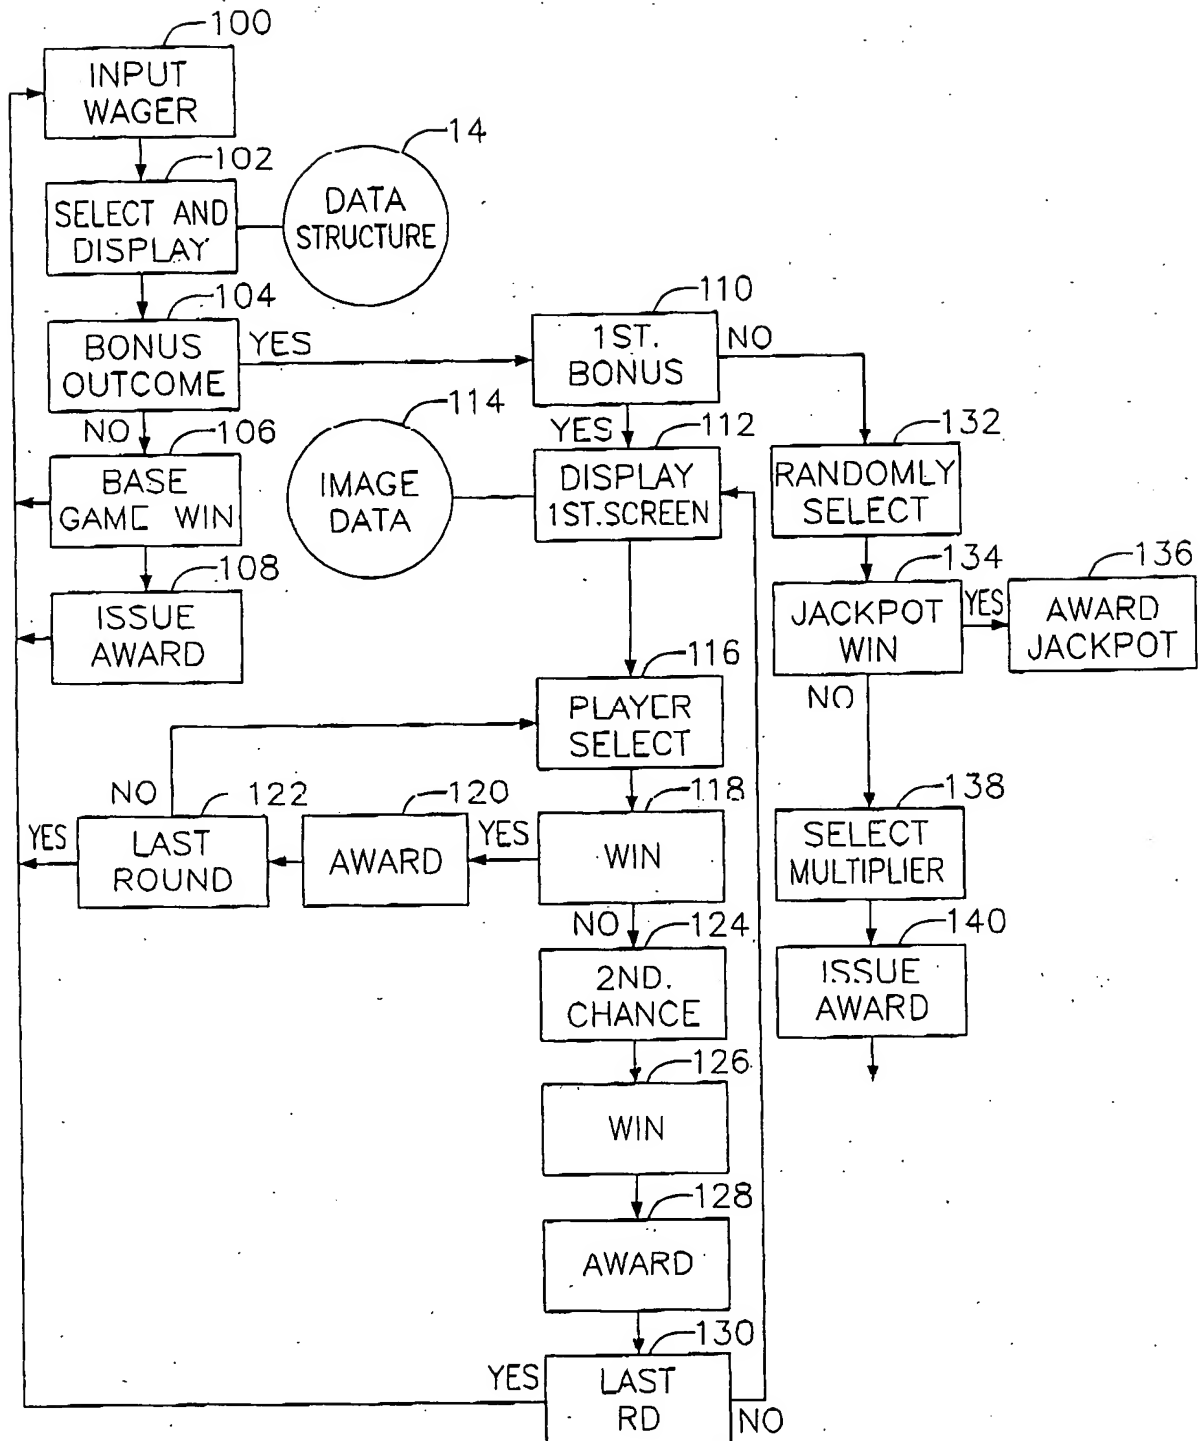 100
INPUT
WAGER
102
SELECT AND
DISPLAY
14
DATA
STRUCTURE
104
BONUS
OUTCOME
YES
NO
106
BASE
GAME WIN
108
ISSUE
AWARD
110
1ST.
BONUS
NO
YES
112
DISPLAY
1ST.SCREEN
114
IMAGE
DATA
116
PLAYER
SELECT
118
WIN
YES
NO
120
AWARD
122
LAST
ROUND
NO
YES
124
2ND.
CHANCE
126
WIN
128
AWARD
130
LAST
RD
YES
NO
132
RANDOMLY
SELECT
134
JACKPOT
WIN
YES
NO
136
AWARD
JACKPOT
138
SELECT
MULTIPLIER
140
ISSUE
AWARD